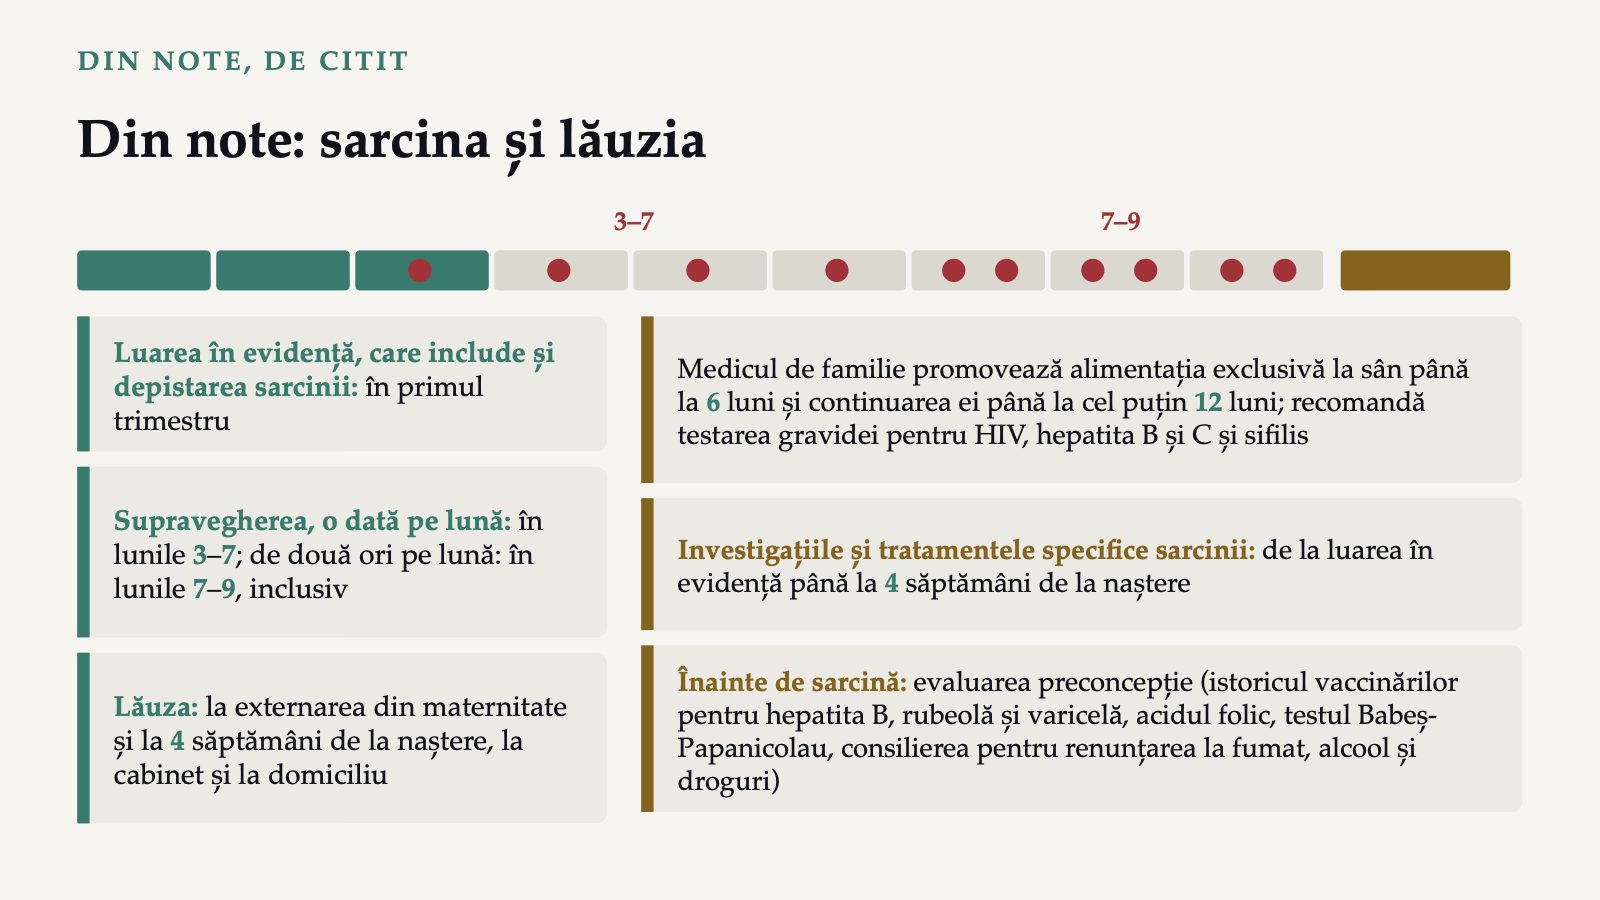 DIN NOTE, DE CITIT
Din note: sarcina și lăuzia
3–7
7–9
Luarea în evidență, care include și
depistarea sarcinii: în primul
trimestru
Supravegherea, o dată pe lună: în
lunile 3–7; de două ori pe lună: în
lunile 7–9, inclusiv
Lăuza: la externarea din maternitate
și la 4 săptămâni de la naștere, la
cabinet și la domiciliu
Medicul de familie promovează alimentația exclusivă la sân până
la 6 luni și continuarea ei până la cel puțin 12 luni; recomandă
testarea gravidei pentru HIV, hepatita B și C și sifilis
Investigațiile și tratamentele specifice sarcinii: de la luarea în
evidență până la 4 săptămâni de la naștere
Înainte de sarcină: evaluarea preconcepție (istoricul vaccinărilor
pentru hepatita B, rubeolă și varicelă, acidul folic, testul Babeș-
Papanicolau, consilierea pentru renunțarea la fumat, alcool și
droguri)